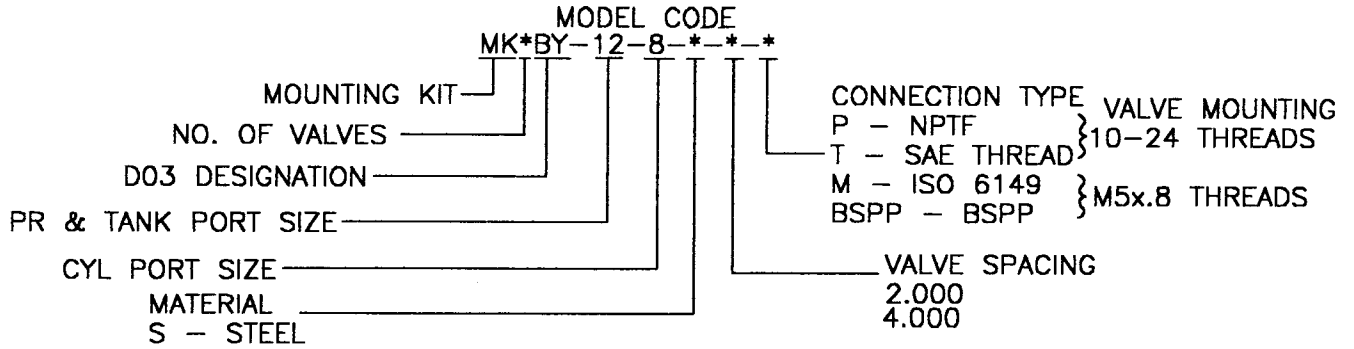 MODEL CODE
MK*BY-12-8-*-*-*
MOUNTING KIT
NO. OF VALVES
D03 DESIGNATION
PR & TANK PORT SIZE
CYL PORT SIZE
MATERIAL
S - STEEL
CONNECTION TYPE
P - NPTF
T - SAE THREAD
M - ISO 6149
BSPP - BSPP
VALVE MOUNTING
10-24 THREADS
M5x.8 THREADS
VALVE SPACING
2.000
4.000